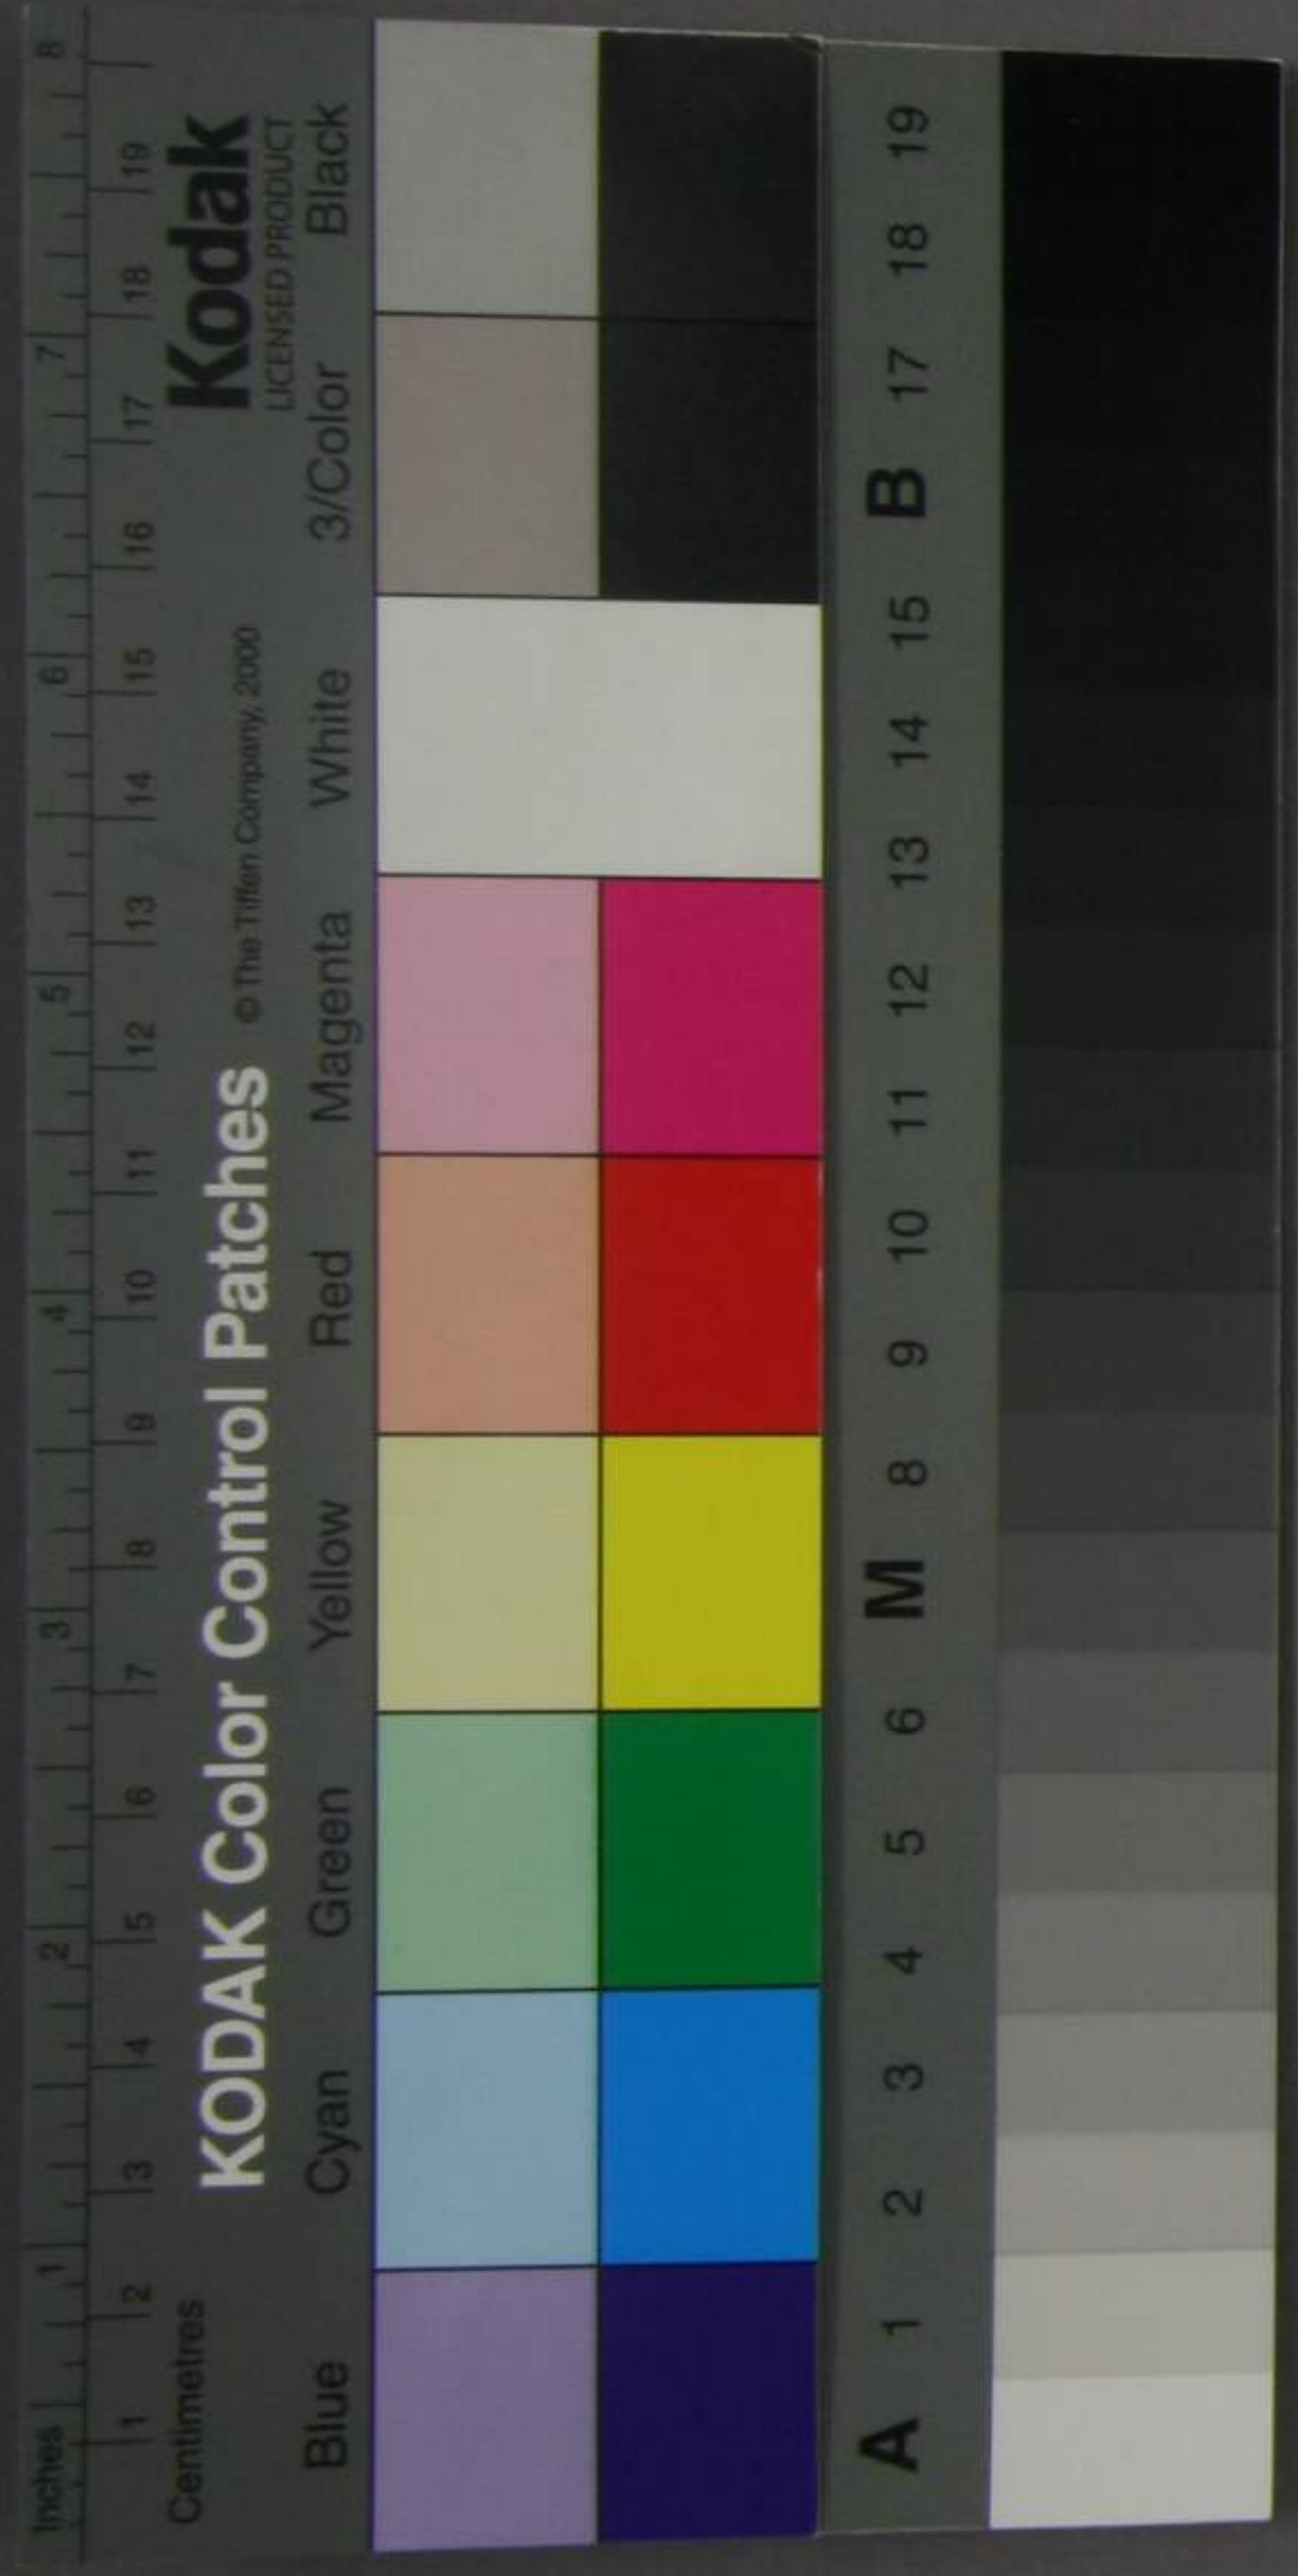 Inches 1 2 3 4 5 6 7 8
Centimetres 1 2 3 4 5 6 7 8 9 10 11 12 13 14 15 16 17 18 19
KODAK Color Control Patches © The Tiffen Company, 2000 Kodak
LICENSED PRODUCT
Blue Cyan Green Yellow Red Magenta White 3/Color Black
A 1 2 3 4 5 6 M 8 9 10 11 12 13 14 15 B 17 18 19